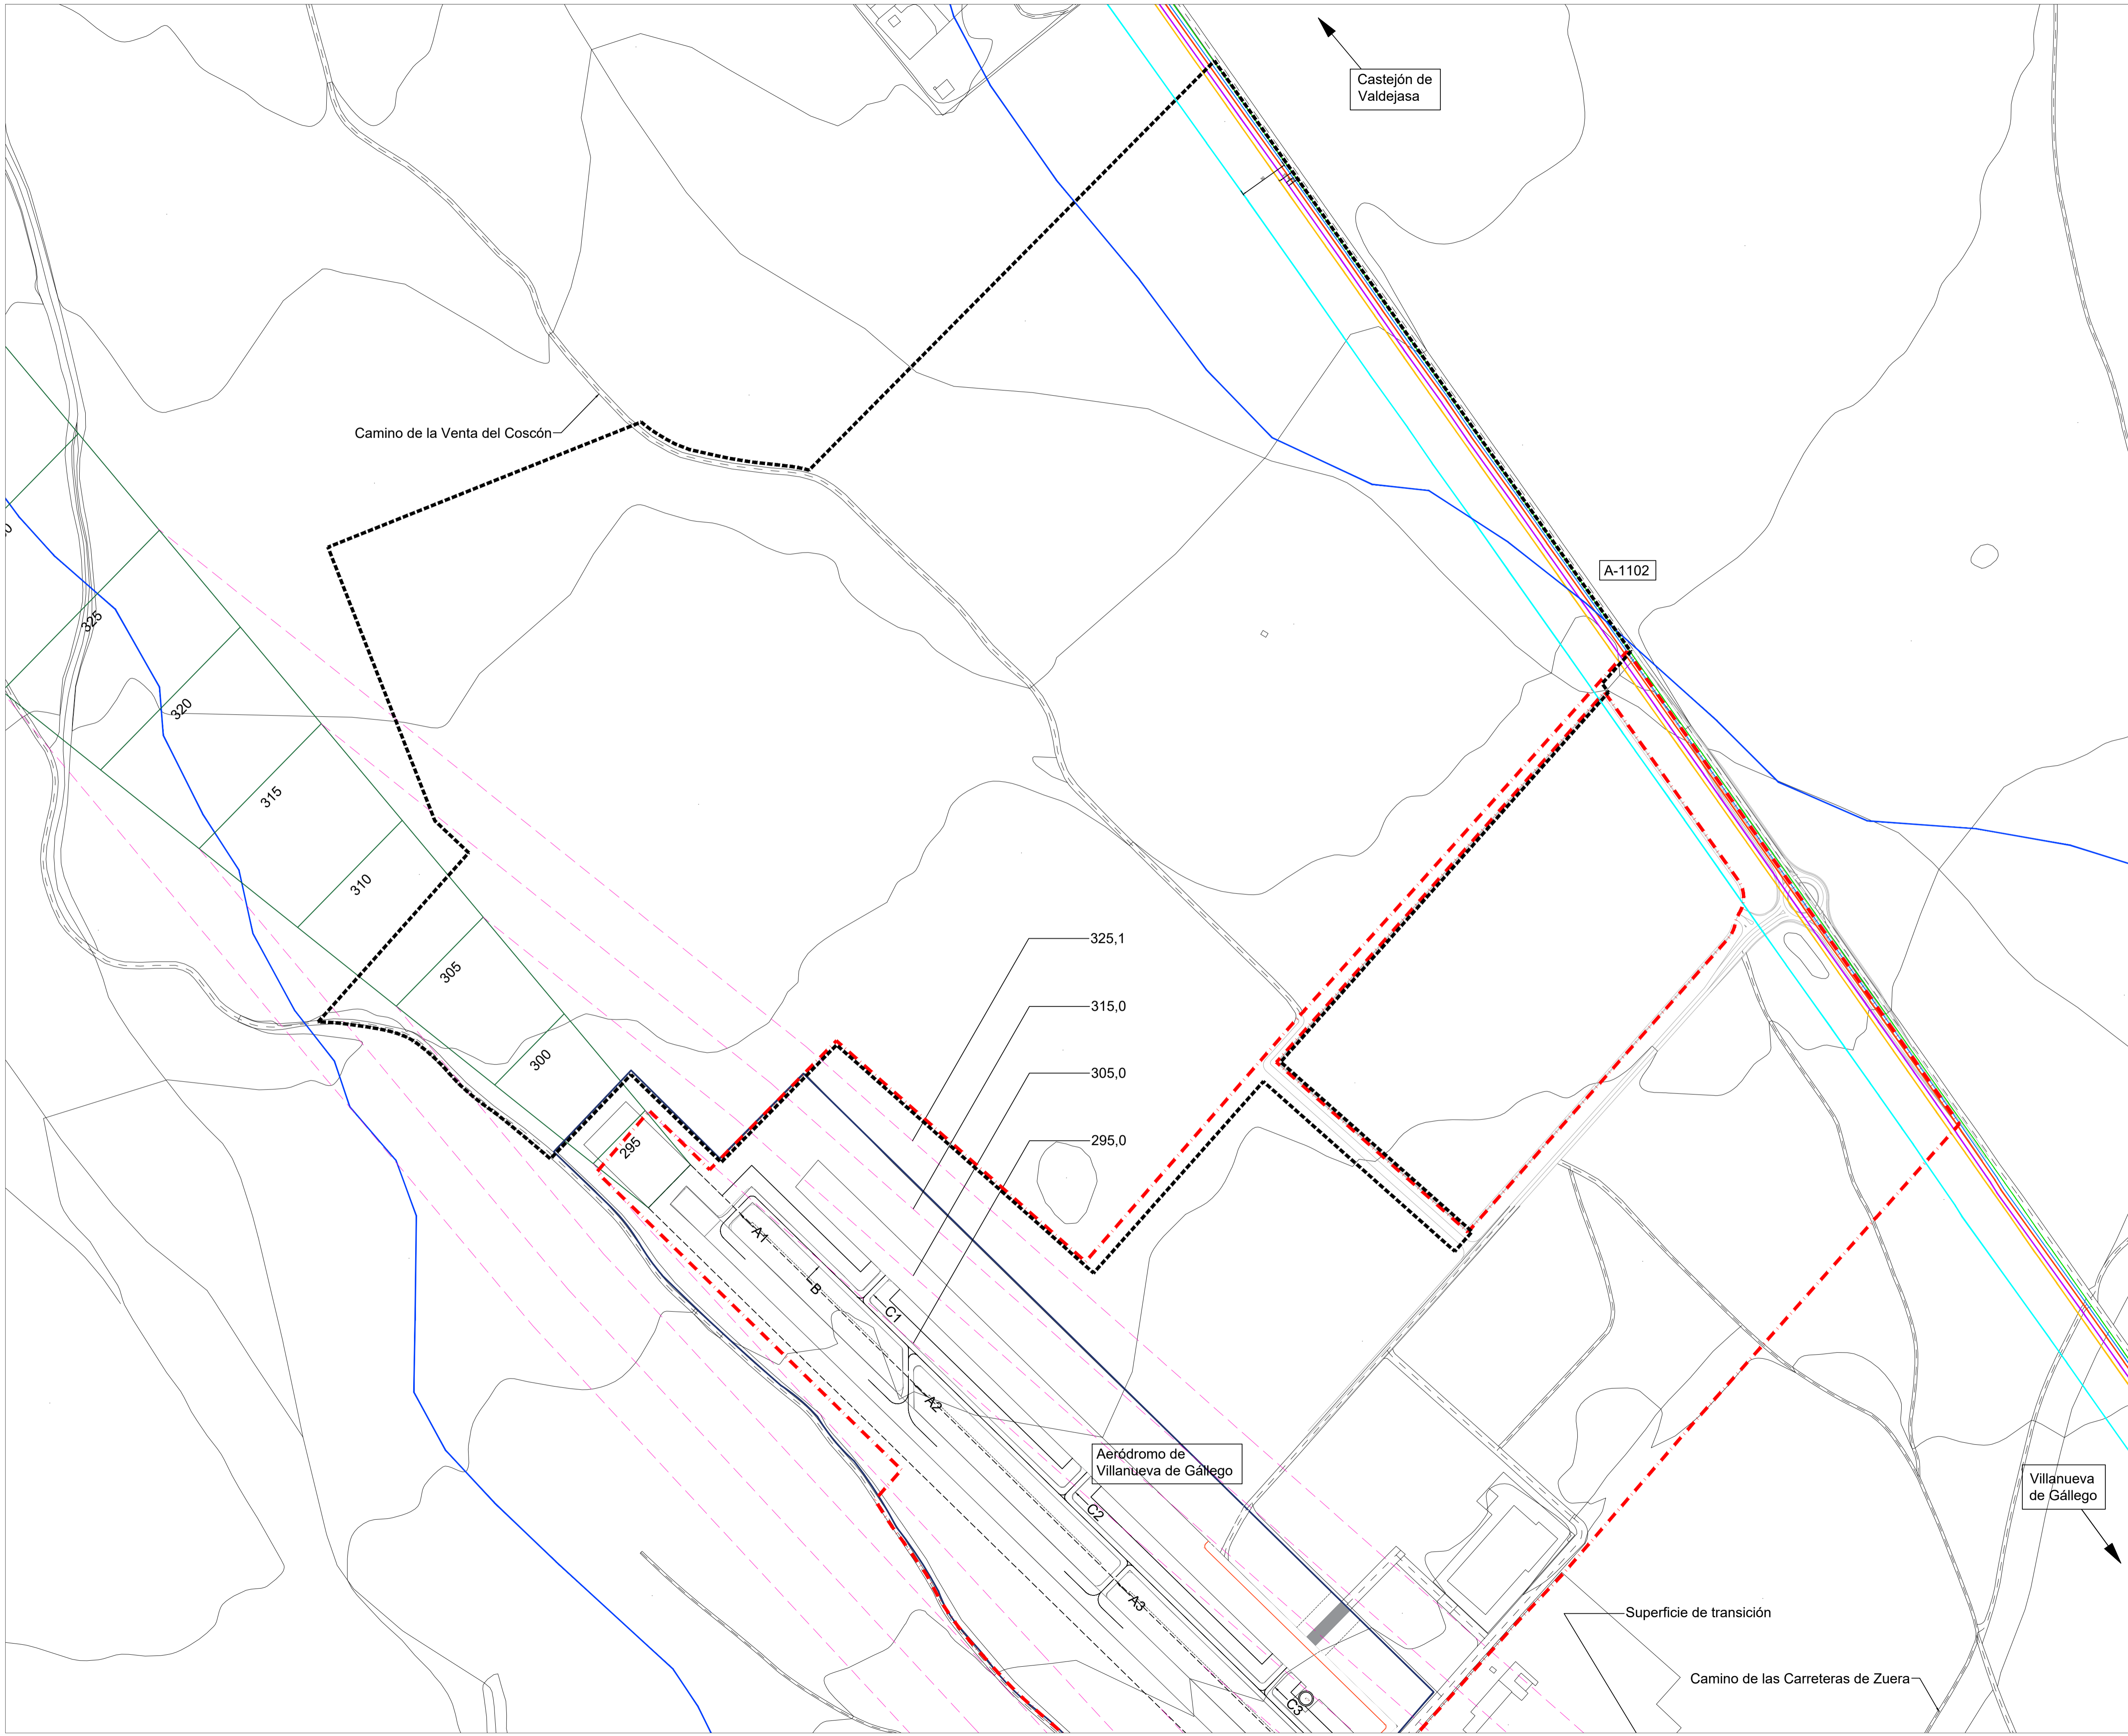 Castejón de
Valdejasa
Camino de la Venta del Coscón
A-1102
325
320
315
310
305
300
295
325,1
315,0
305,0
295,0
A1
B
C1
A2
Aeródromo de
Villanueva de Gállego
C2
A3
C3
Villanueva
de Gállego
Superficie de transición
Camino de las Carreteras de Zuera